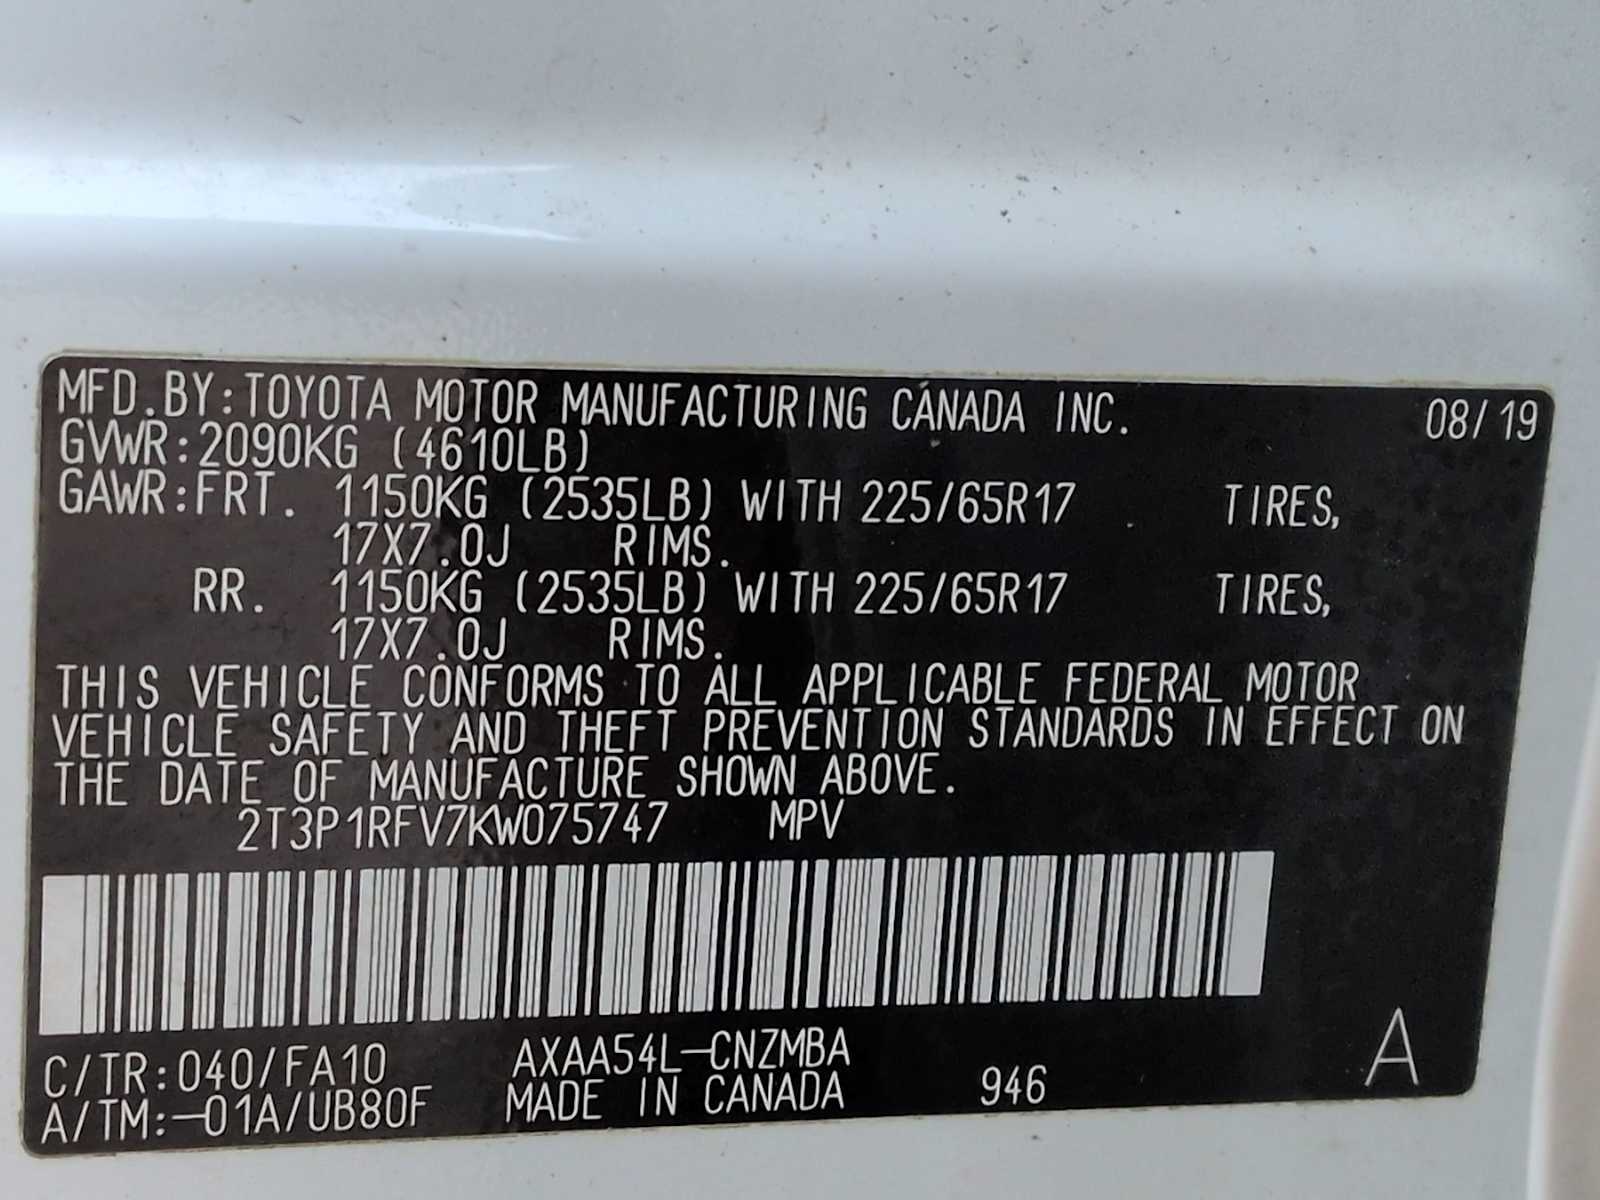 MFD.BY:TOYOTA MOTOR MANUFACTURING CANADA INC. 08/19
GVWR:2090KG (4610LB)
GAWR:FRT. 1150KG (2535LB) WITH 225/65R17 TIRES,
17X7.0J RIMS.
RR. 1150KG (2535LB) WITH 225/65R17 TIRES,
17X7.0J RIMS.
THIS VEHICLE CONFORMS TO ALL APPLICABLE FEDERAL MOTOR
VEHICLE SAFETY AND THEFT PREVENTION STANDARDS IN EFFECT ON
THE DATE OF MANUFACTURE SHOWN ABOVE.
2T3P1RFV7KW075747 MPV
C/TR:040/FA10 AXAA54L-CNZMBA
A/TM:-01A/UB80F MADE IN CANADA 946 A